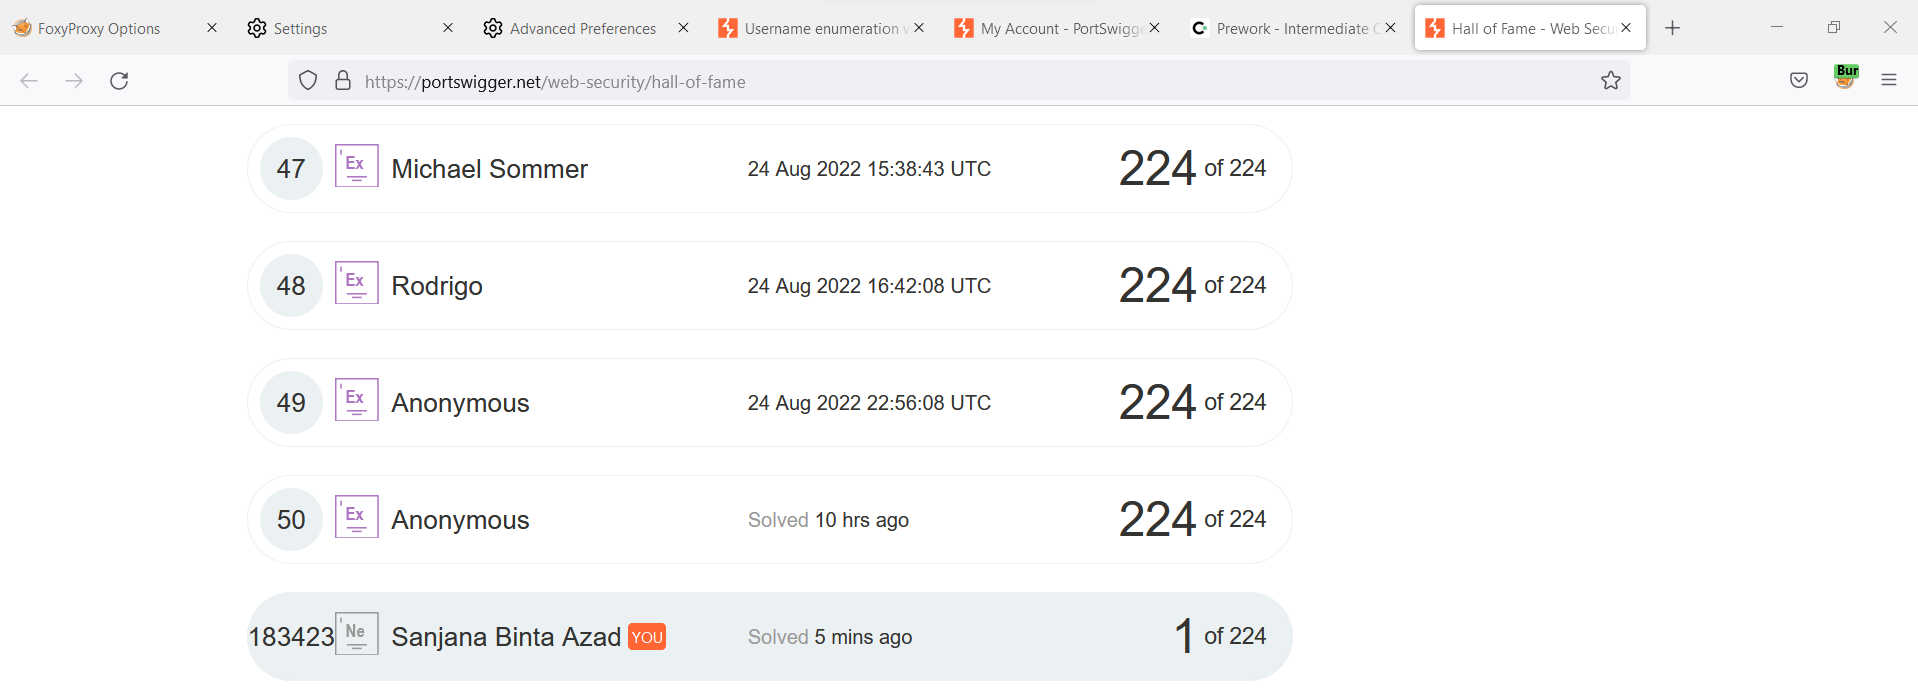 FoxyProxy Options
Settings
Advanced Preferences
Username enumeration v
My Account - PortSwigge
Prework - Intermediate C
Hall of Fame - Web Secu
https://portswigger.net/web-security/hall-of-fame
Bur
47 Ex Michael Sommer 24 Aug 2022 15:38:43 UTC 224 of 224
48 Ex Rodrigo 24 Aug 2022 16:42:08 UTC 224 of 224
49 Ex Anonymous 24 Aug 2022 22:56:08 UTC 224 of 224
50 Ex Anonymous Solved 10 hrs ago 224 of 224
183423 Ne Sanjana Binta Azad YOU Solved 5 mins ago 1 of 224